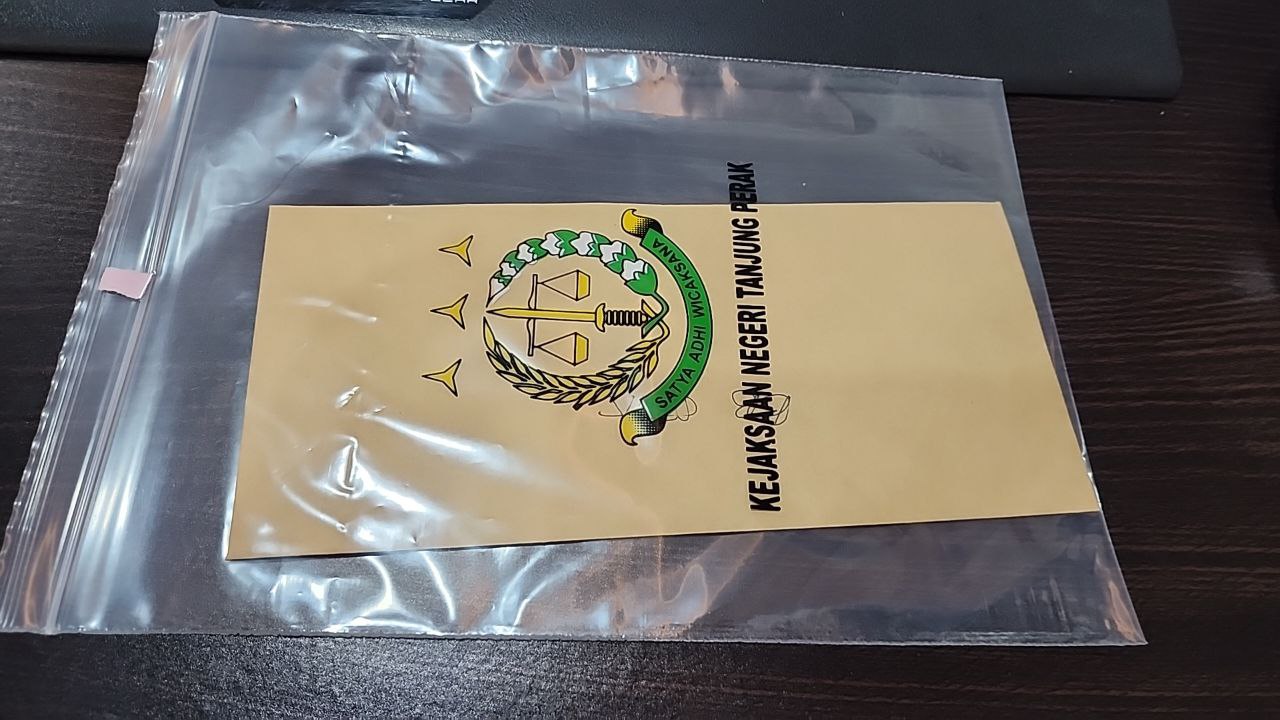 SATYA ADHI WICAKSANA
KEJAKSAAN NEGERI TANJUNG PERAK